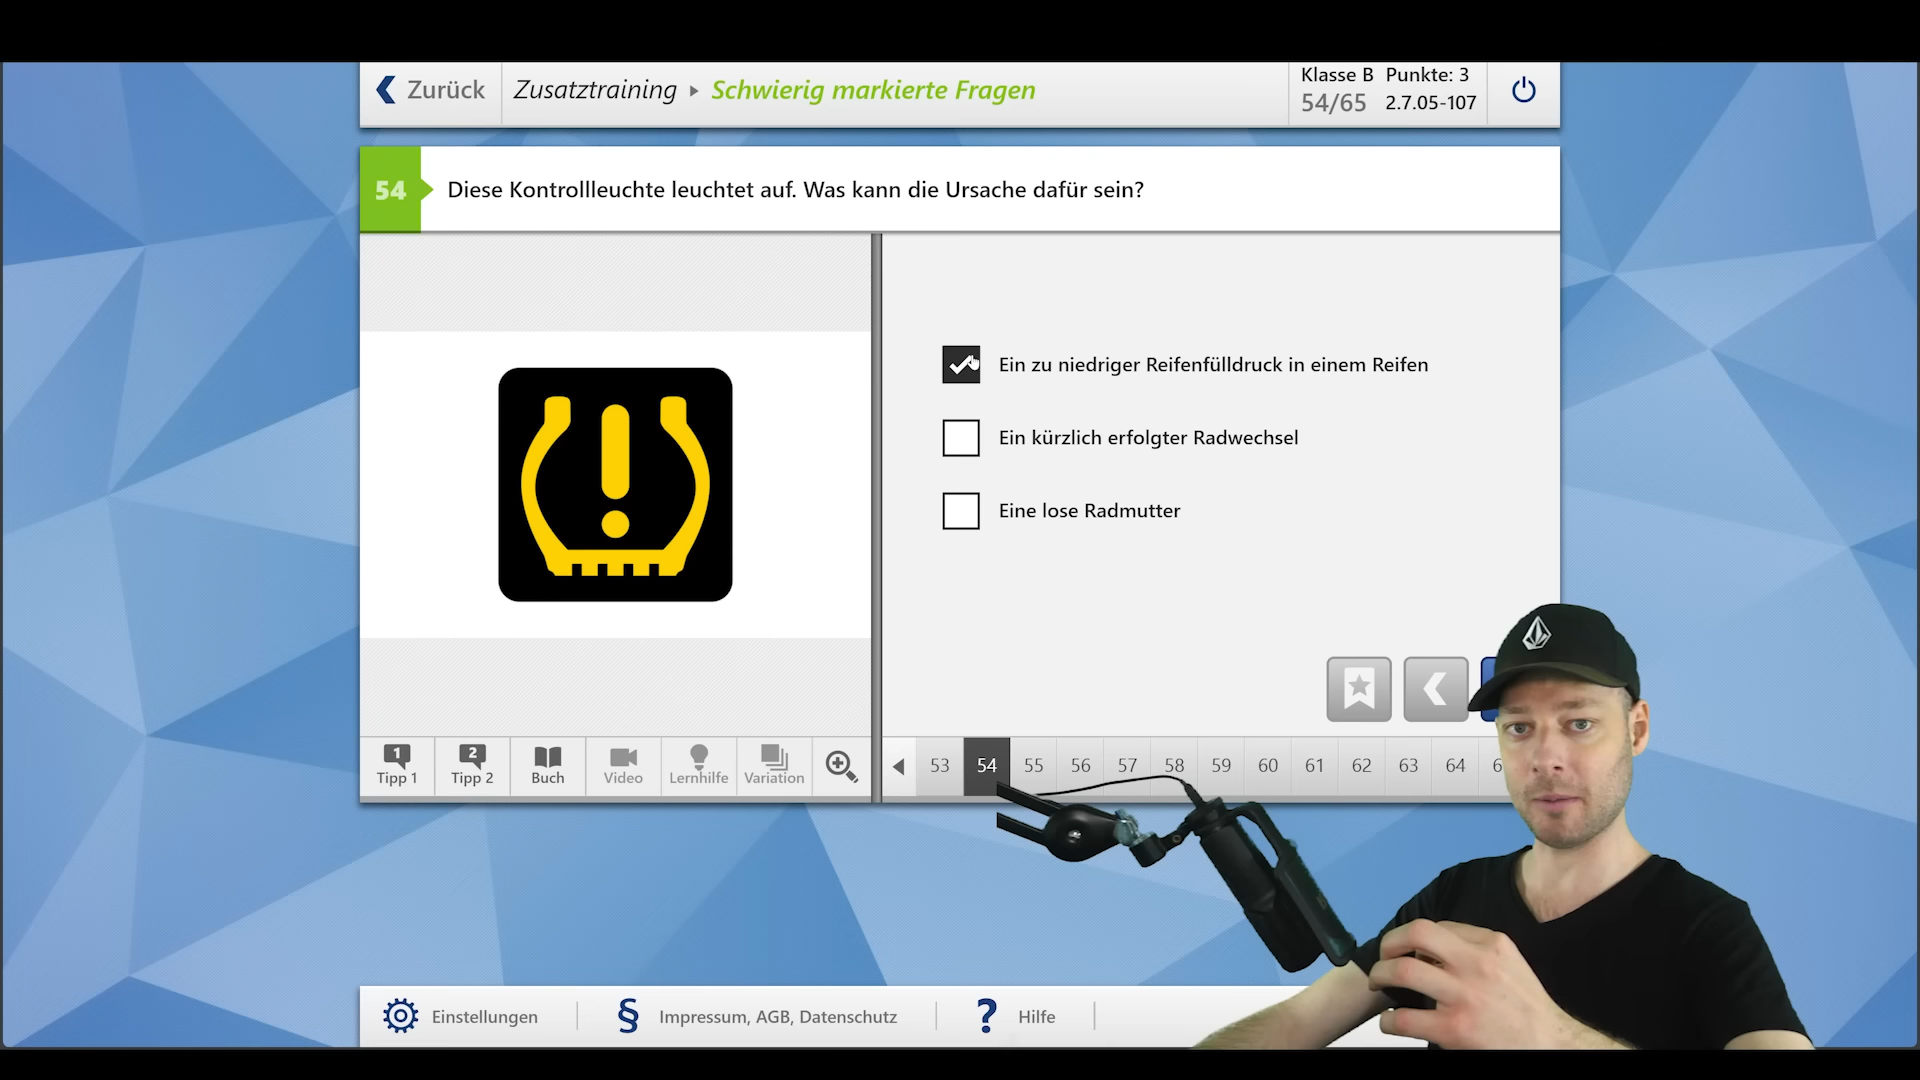 Zurück
Zusatztraining ▸ Schwierig markierte Fragen
Klasse B Punkte: 3
54/65 2.7.05-107
54 Diese Kontrollleuchte leuchtet auf. Was kann die Ursache dafür sein?
Ein zu niedriger Reifenfülldruck in einem Reifen
Ein kürzlich erfolgter Radwechsel
Eine lose Radmutter
1 2
Tipp 1 Tipp 2 Buch Video Lernhilfe Variation
53 54 55 56 57 58 59 60 61 62 63 64
Einstellungen § Impressum, AGB, Datenschutz ? Hilfe